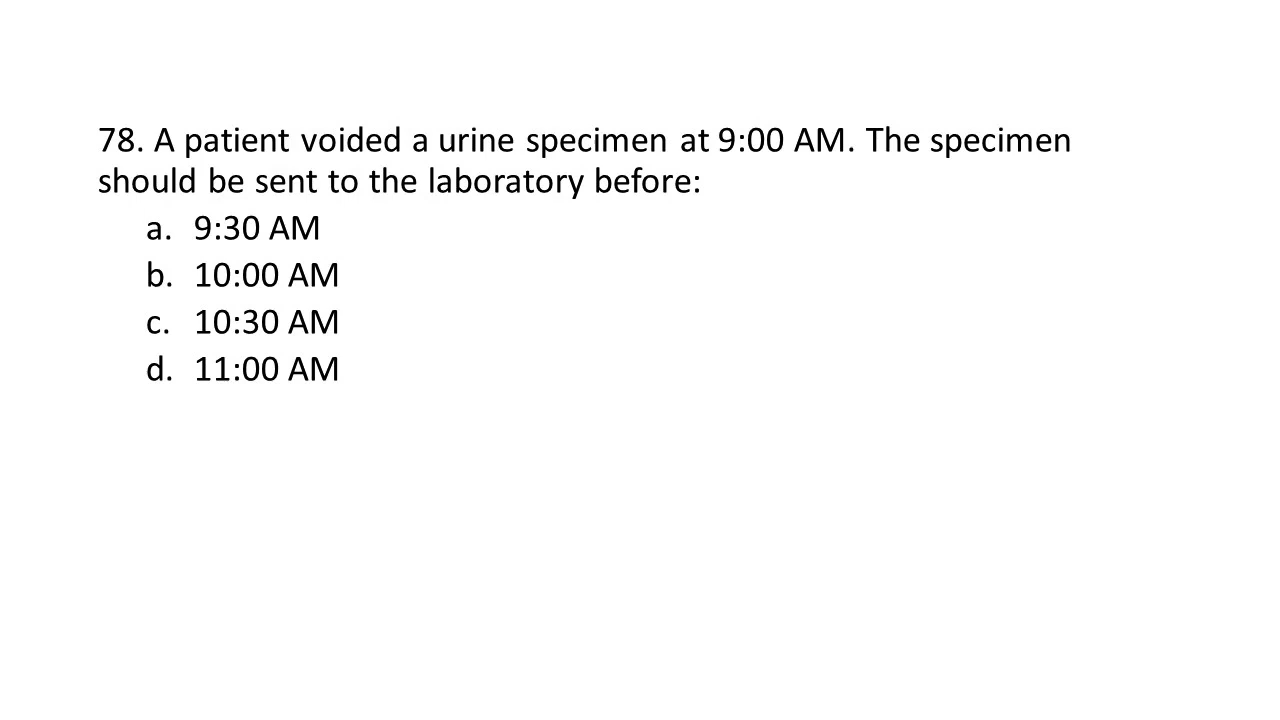 78. A patient voided a urine specimen at 9:00 AM. The specimen
should be sent to the laboratory before:
a. 9:30 AM
b. 10:00 AM
c. 10:30 AM
d. 11:00 AM